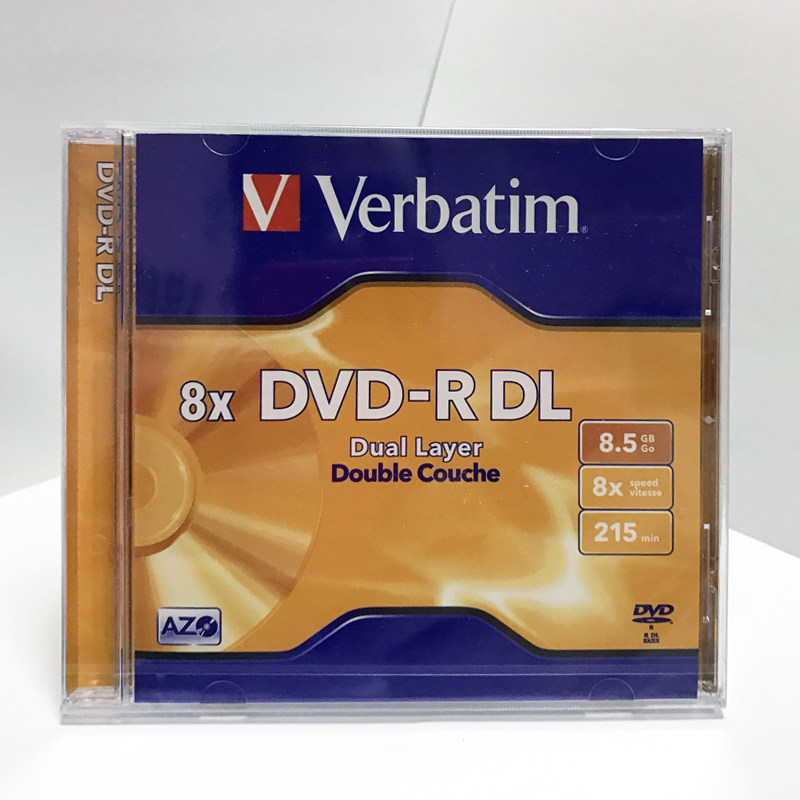 DVD-R DL
Verbatim®
8x DVD-R DL
Dual Layer
Double Couche
8.5 GB Go
8x speed vitesse
215 min
AZO
DVD
R
R DL